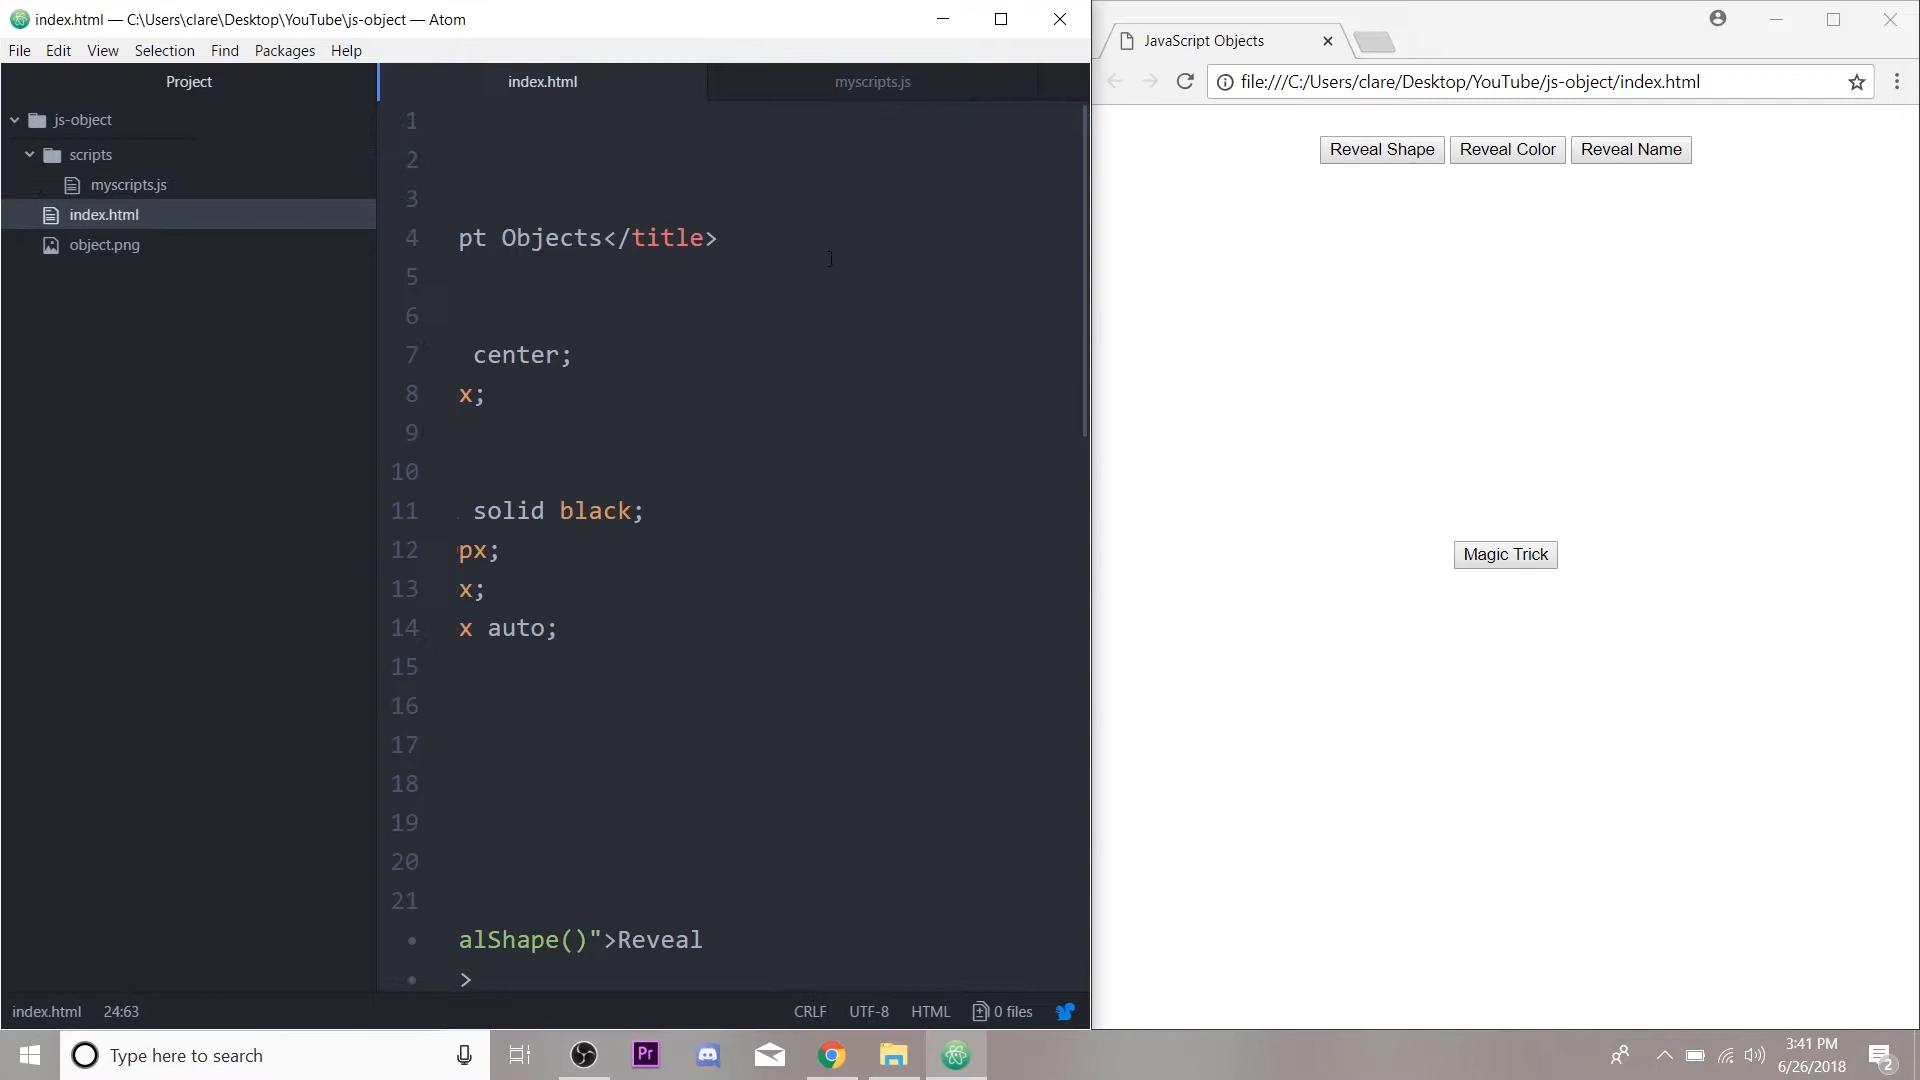 index.html — C:\Users\clare\Desktop\YouTube\js-object — Atom
File Edit View Selection Find Packages Help
Project
js-object
scripts
myscripts.js
index.html
object.png
index.html myscripts.js
1
2
3
4 pt Objects</title>
5
6
7 center;
8 x;
9
10
11 solid black;
12 px;
13 x;
14 x auto;
15
16
17
18
19
20
21
• alShape()">Reveal
• >
index.html 24:63 CRLF UTF-8 HTML 0 files
JavaScript Objects
file:///C:/Users/clare/Desktop/YouTube/js-object/index.html
Reveal Shape Reveal Color Reveal Name
Magic Trick
Type here to search
Pr
3:41 PM
6/26/2018
2